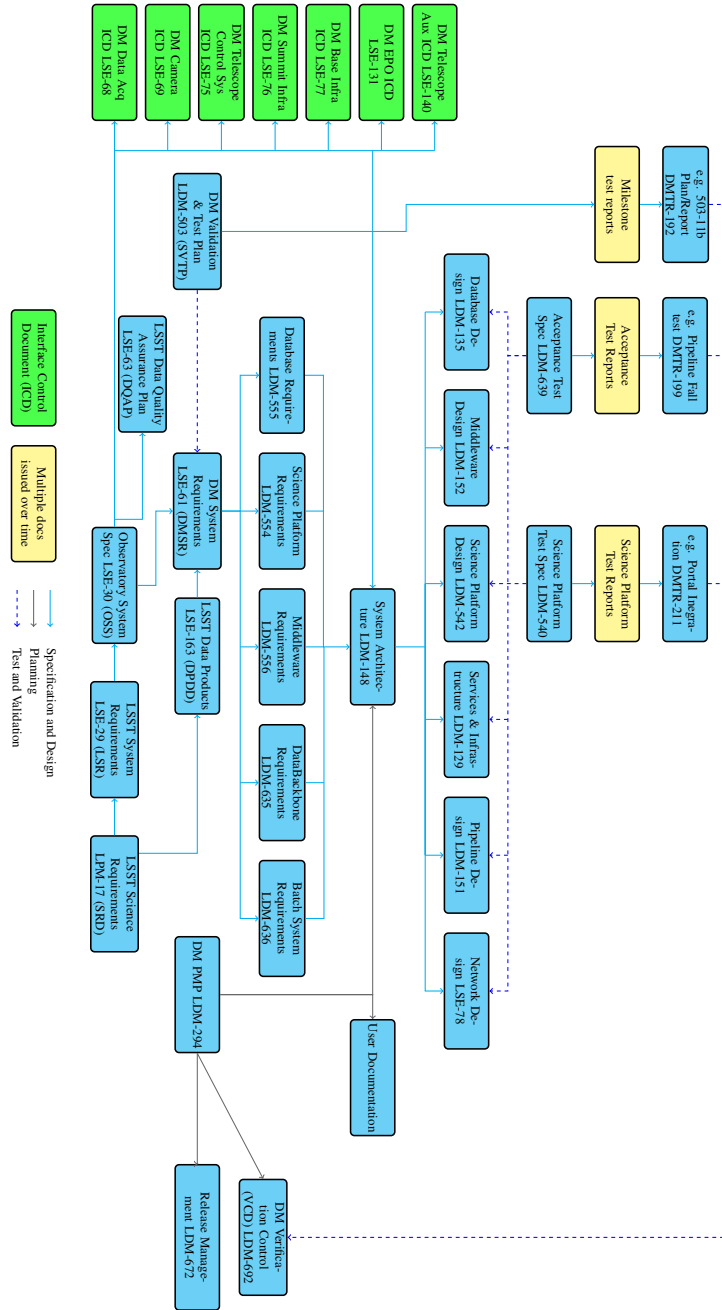 e.g. 503-11b
Plan/Report
DMTR-192
e.g. Pipeline Fall
test DMTR-199
e.g. Portal Inegra-
tion DMTR-211
Milestone
test reports
Acceptance
Test Reports
Science Platform
Test Reports
Acceptance Test
Spec LDM-639
Science Platform
Test Spec LDM-540
Database De-
sign LDM-135
Middleware
Design LDM-152
Science Platform
Design LDM-542
Services & Infras-
tructure LDM-129
Pipeline De-
sign LDM-151
Network De-
sign LSE-78
DM Telescope
Aux ICD LSE-140
DM EPO ICD
LSE-131
System Architec-
ture LDM-148
User Documentation
DM Base Infra
ICD LSE-77
DM Summit Infra
ICD LSE-76
Database Require-
ments LDM-555
Science Platform
Requirements
LDM-554
Middleware
Requirements
LDM-556
DataBackbone
Requirements
LDM-635
Batch System
Requirements
LDM-636
DM Verifica-
tion Control
(VCD) LDM-692
DM Telescope
Control Sys
ICD LSE-75
DM Validation
& Test Plan
LDM-503 (SVTP)
DM System
Requirements
LSE-61 (DMSR)
LSST Data Products
LSE-163 (DPDD)
DM PMP LDM-294
Release Manage-
ment LDM-672
DM Camera
ICD LSE-69
LSST Data Quality
Assurance Plan
LSE-63 (DQAP)
DM Data Acq
ICD LSE-68
Observatory System
Spec LSE-30 (OSS)
LSST System
Requirements
LSE-29 (LSR)
LSST Science
Requirements
LPM-17 (SRD)
Interface Control
Document (ICD)
Multiple docs
issued over time
Specification and Design
Planning
Test and Validation